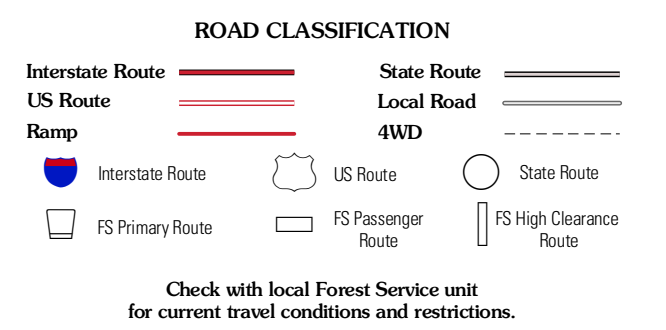 ROAD CLASSIFICATION
Interstate Route
State Route
US Route
Local Road
Ramp
4WD
Interstate Route
US Route
State Route
FS Primary Route
FS Passenger
Route
FS High Clearance
Route
Check with local Forest Service unit
for current travel conditions and restrictions.